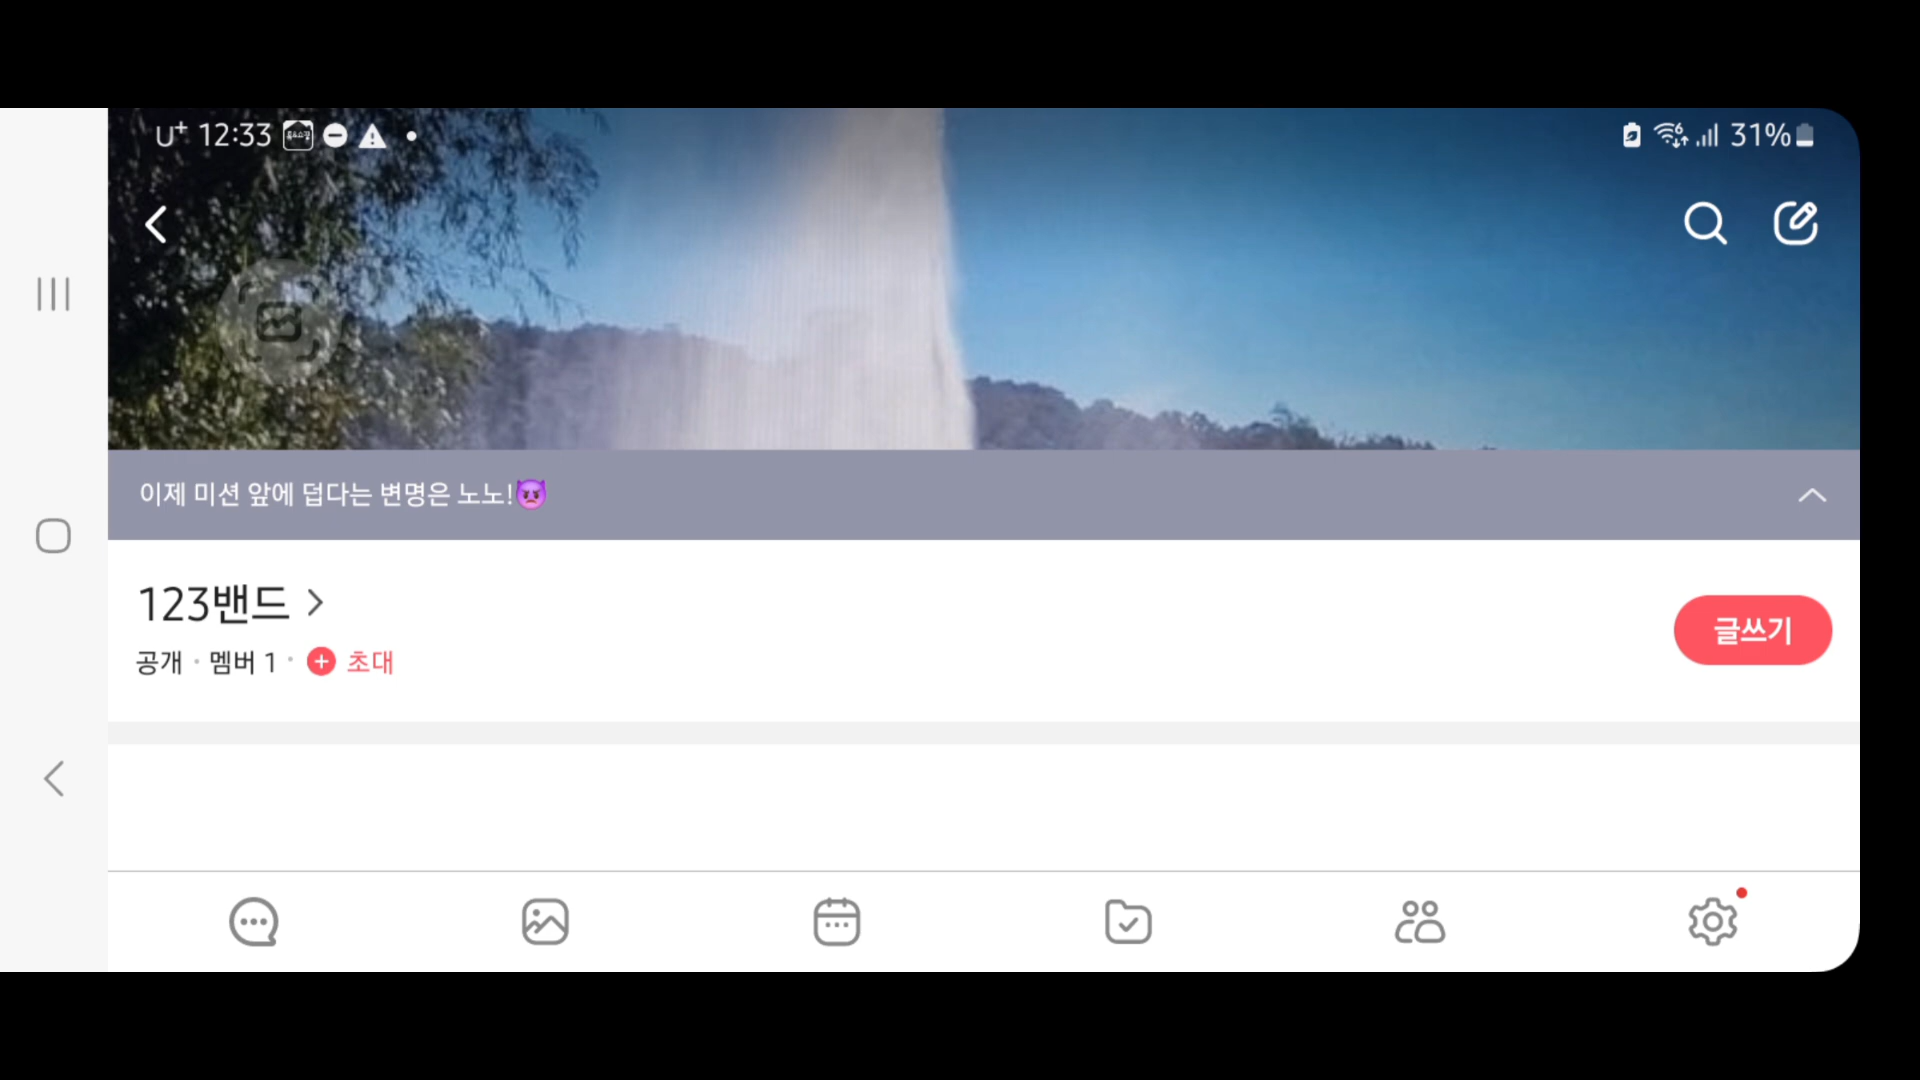 U+ 12:33
31%
이제 미션 앞에 덥다는 변명은 노노!👿
123밴드 >
공개 · 멤버 1 · + 초대
글쓰기